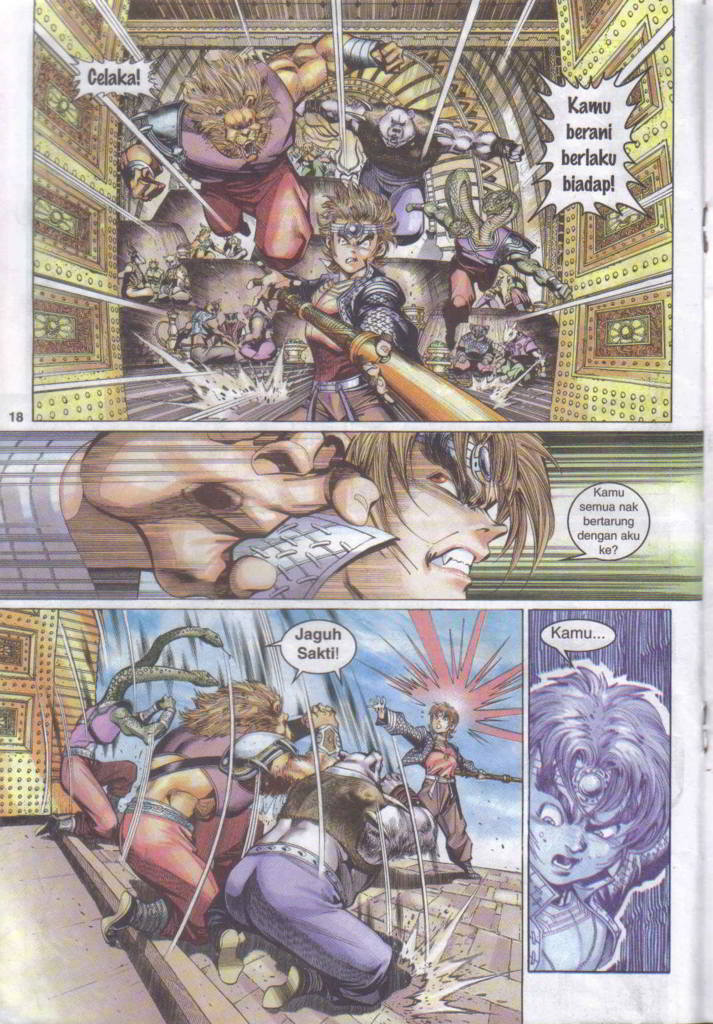 Celaka!
Kamu
berani
berlaku
biadap!
18
Kamu
semua nak
bertarung
dengan aku
ke?
Jaguh
Sakti!
Kamu...